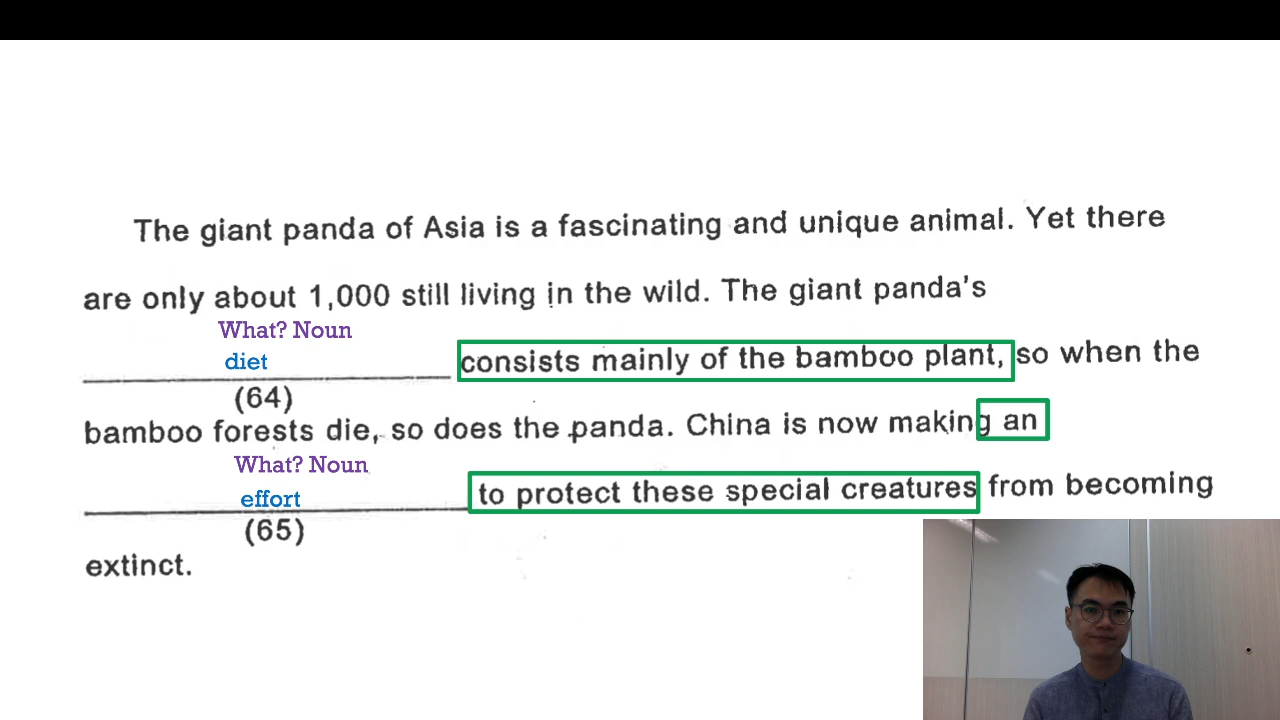 The giant panda of Asia is a fascinating and unique animal. Yet there
are only about 1,000 still living in the wild. The giant panda's
What? Noun
diet
consists mainly of the bamboo plant, so when the
(64)
bamboo forests die, so does the panda. China is now making an
What? Noun
effort
to protect these special creatures from becoming
(65)
extinct.